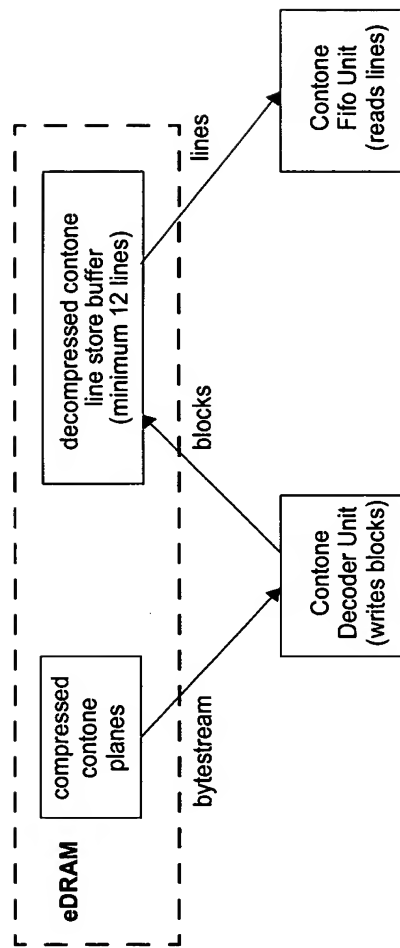 eDRAM
compressed
contone
planes
decompressed contone
line store buffer
(minimum 12 lines)
bytestream
blocks
lines
Contone
Decoder Unit
(writes blocks)
Contone
Fifo Unit
(reads lines)